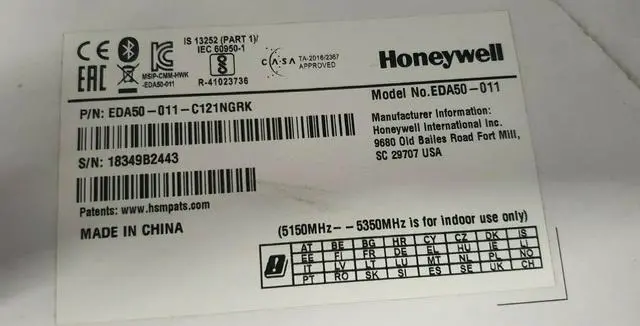 CE
EAC
MSIP-CMM-HWK
-EDA50-011
IS 13252 (PART 1)/
IEC 60950-1
R-41023736
ICASA
TA-2016/2387
APPROVED
Honeywell
P/N: EDA50-011-C121NGRK
S/N: 18349B2443
Patents: www.hsmpats.com
MADE IN CHINA
Model No.EDA50-011
Manufacturer Information:
Honeywell International Inc.
9680 Old Bailes Road Fort Mill,
SC 29707 USA
(5150MHz--5350MHz is for indoor use only)
AT BE BG HR CY CZ DK IS
EE FI FR DE EL HU IE LI
IT LV LT LU MT NL PL NO
PT RO SK SI ES SE UK CH